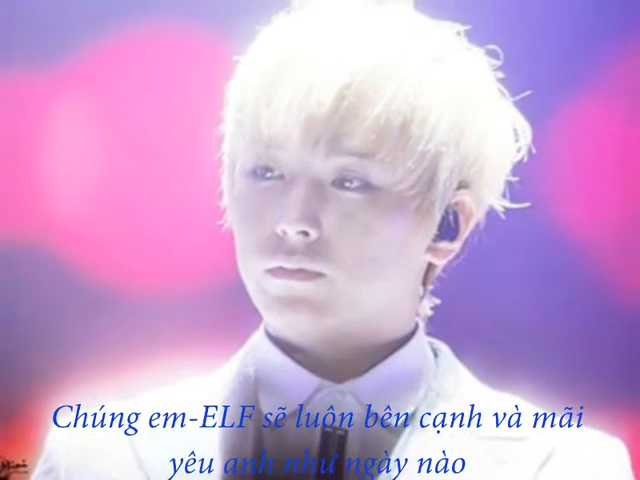 Chúng em-ELF sẽ luôn bên cạnh và mãi
yêu anh như ngày nào